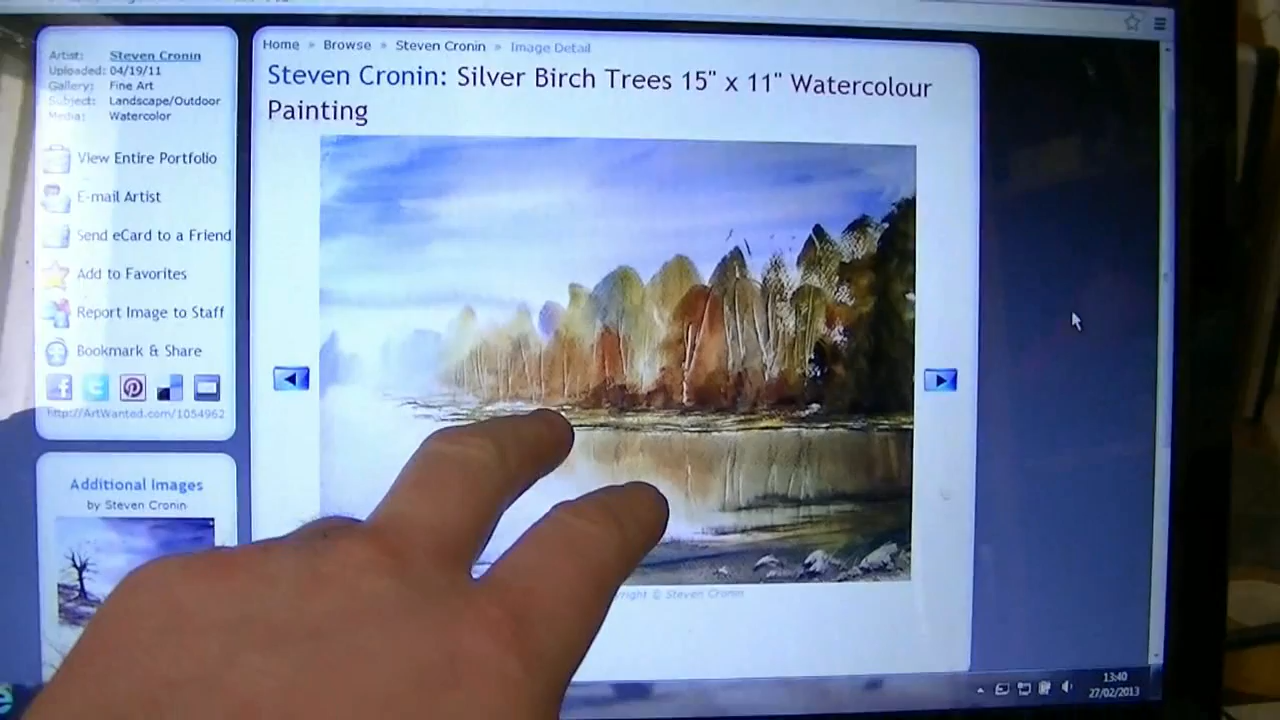 Artist: Steven Cronin
Uploaded: 04/19/11
Gallery: Fine Art
Subject: Landscape/Outdoor
Media: Watercolor
View Entire Portfolio
E-mail Artist
Send eCard to a Friend
Add to Favorites
Report Image to Staff
Bookmark & Share
http://ArtWanted.com/1054962
Additional Images
by Steven Cronin
Home » Browse » Steven Cronin » Image Detail
Steven Cronin: Silver Birch Trees 15" x 11" Watercolour
Painting
© Steven Cronin
13:40
27/02/2013